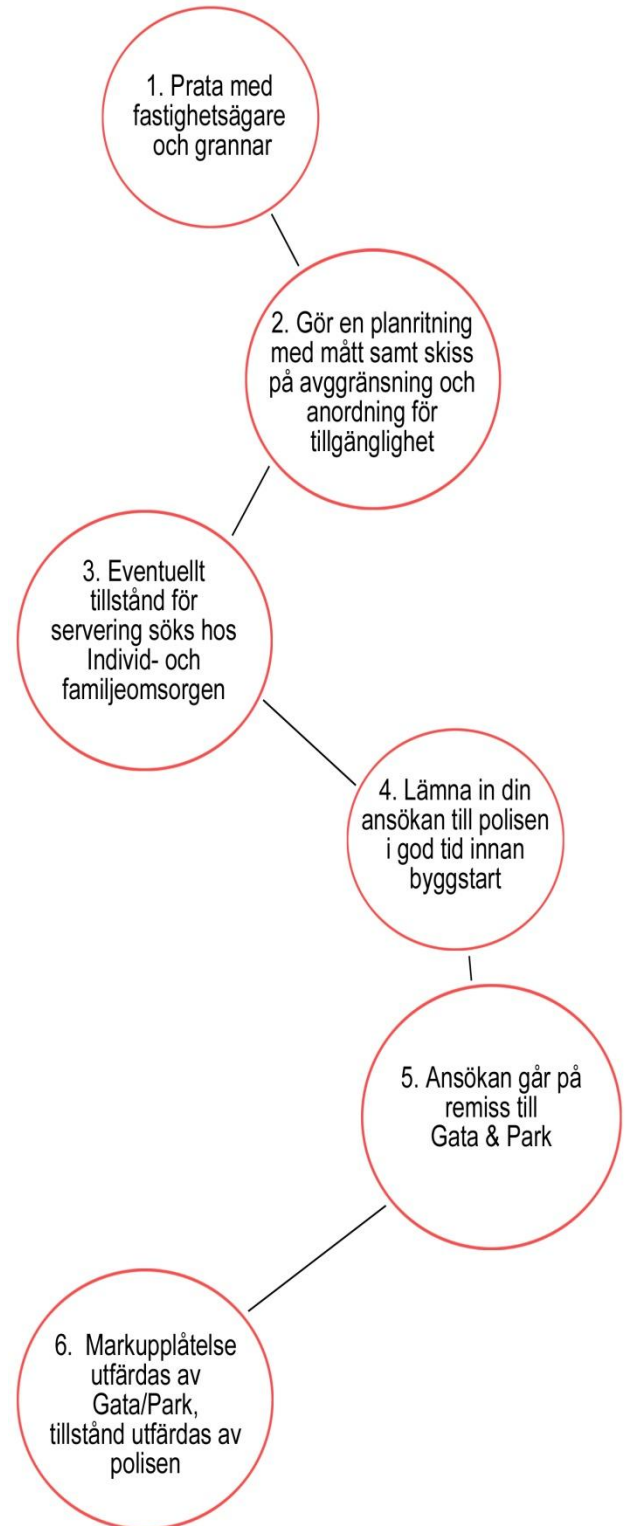 1. Prata med
fastighetsägare
och grannar
2. Gör en planritning
med mått samt skiss
på avggränsning och
anordning för
tillgänglighet
3. Eventuellt
tillstånd för
servering söks hos
Individ- och
familjeomsorgen
4. Lämna in din
ansökan till polisen
i god tid innan
byggstart
5. Ansökan går på
remiss till
Gata & Park
6. Markupplåtelse
utfärdas av
Gata/Park,
tillstånd utfärdas av
polisen